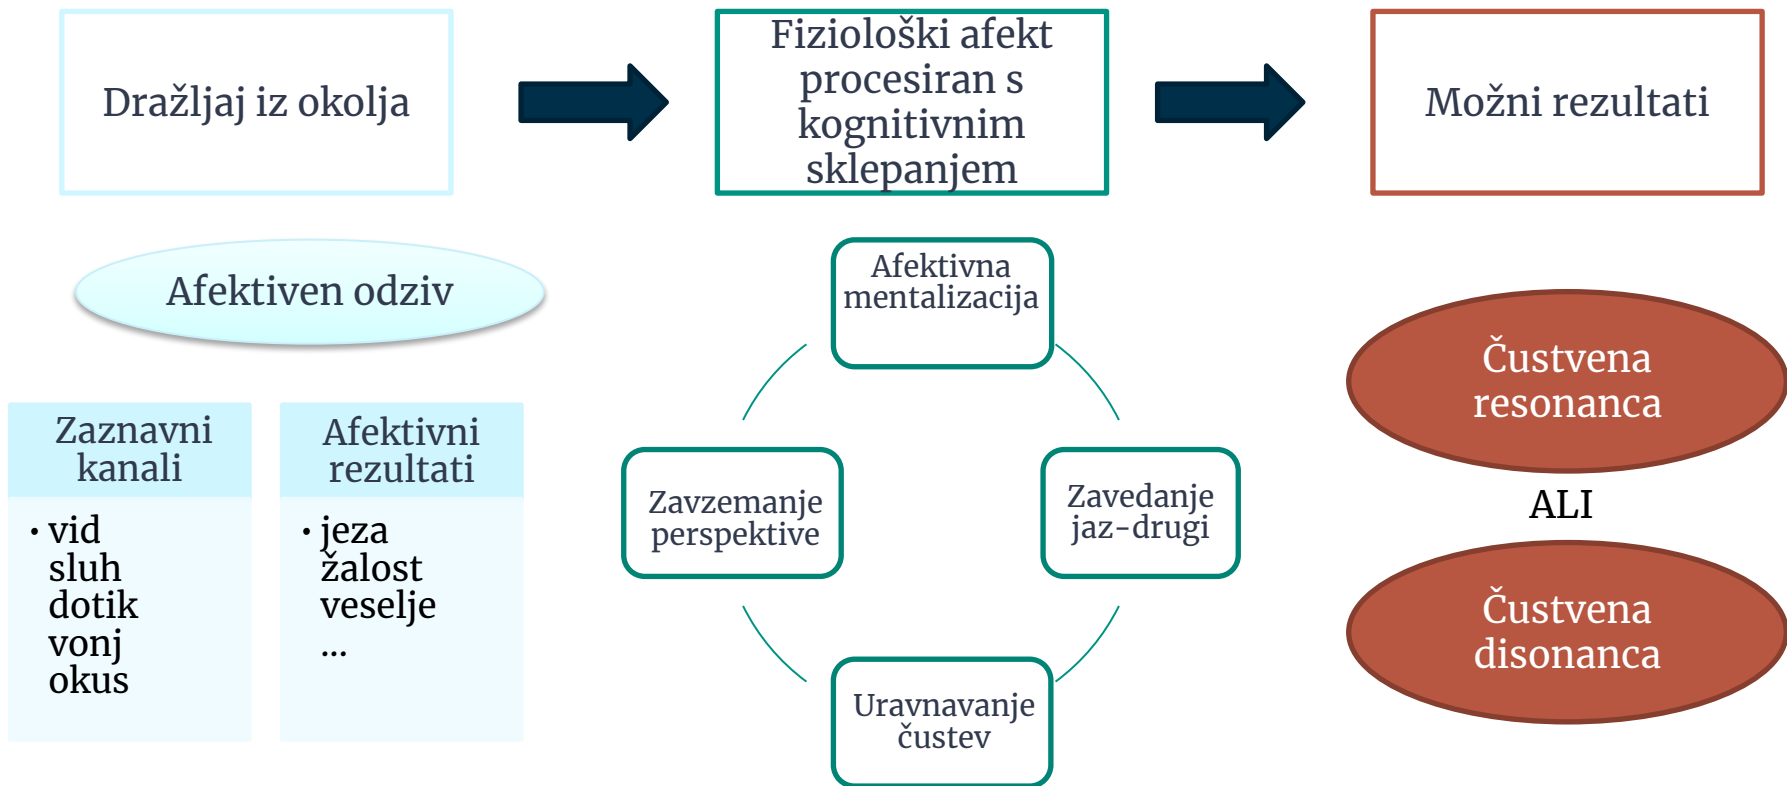 Dražljaj iz okolja
Fiziološki afekt
procesiran s
kognitivnim
sklepanjem
Možni rezultati
Afektiven odziv
Zaznavni
kanali
• vid
sluh
dotik
vonj
okus
Afektivni
rezultati
• jeza
žalost
veselje
...
Afektivna
mentalizacija
Zavedanje
jaz-drugi
Uravnavanje
čustev
Zavzemanje
perspektive
Čustvena
resonanca
ALI
Čustvena
disonanca